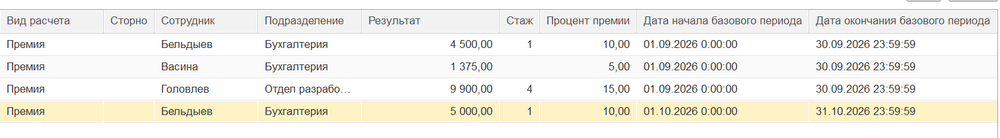 Вид расчета Сторно Сотрудник Подразделение Результат Стаж Процент премии Дата начала базового периода Дата окончания базового периода
Премия Бельдыев Бухгалтерия 4 500,00 1 10,00 01.09.2026 0:00:00 30.09.2026 23:59:59
Премия Васина Бухгалтерия 1 375,00 5,00 01.09.2026 0:00:00 30.09.2026 23:59:59
Премия Головлев Отдел разрабо... 9 900,00 4 15,00 01.09.2026 0:00:00 30.09.2026 23:59:59
Премия Бельдыев Бухгалтерия 5 000,00 1 10,00 01.10.2026 0:00:00 31.10.2026 23:59:59